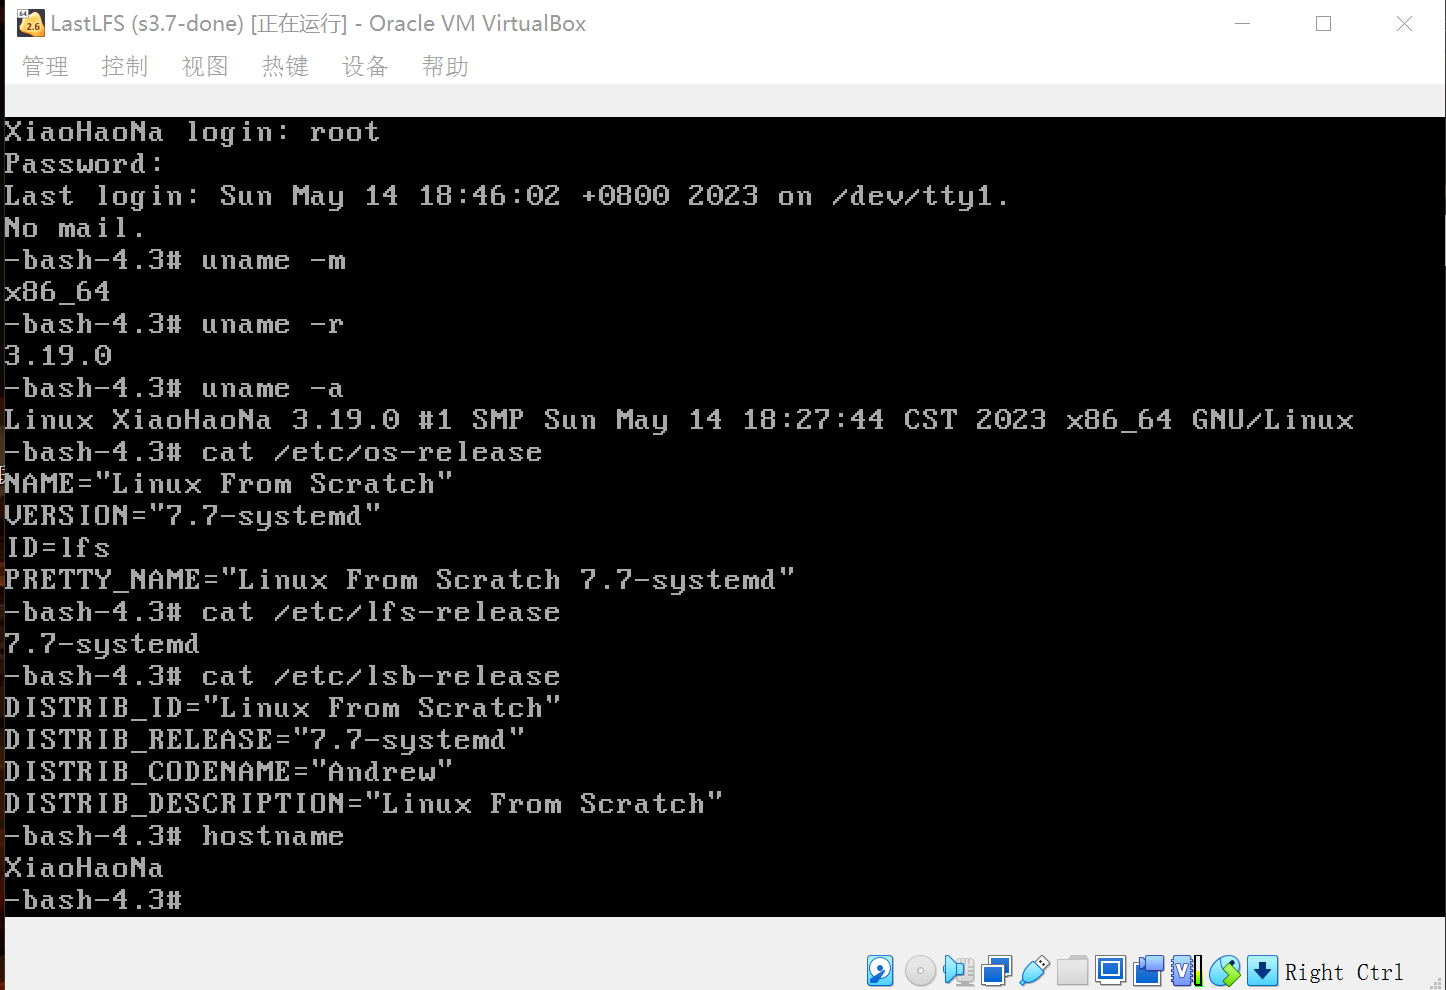 LastLFS (s3.7-done) [正在运行] - Oracle VM VirtualBox
管理 控制 视图 热键 设备 帮助
XiaoHaoNa login: root
Password:
Last login: Sun May 14 18:46:02 +0800 2023 on /dev/tty1.
No mail.
-bash-4.3# uname -m
x86_64
-bash-4.3# uname -r
3.19.0
-bash-4.3# uname -a
Linux XiaoHaoNa 3.19.0 #1 SMP Sun May 14 18:27:44 CST 2023 x86_64 GNU/Linux
-bash-4.3# cat /etc/os-release
NAME="Linux From Scratch"
VERSION="7.7-systemd"
ID=lfs
PRETTY_NAME="Linux From Scratch 7.7-systemd"
-bash-4.3# cat /etc/lfs-release
7.7-systemd
-bash-4.3# cat /etc/lsb-release
DISTRIB_ID="Linux From Scratch"
DISTRIB_RELEASE="7.7-systemd"
DISTRIB_CODENAME="Andrew"
DISTRIB_DESCRIPTION="Linux From Scratch"
-bash-4.3# hostname
XiaoHaoNa
-bash-4.3#
Right Ctrl